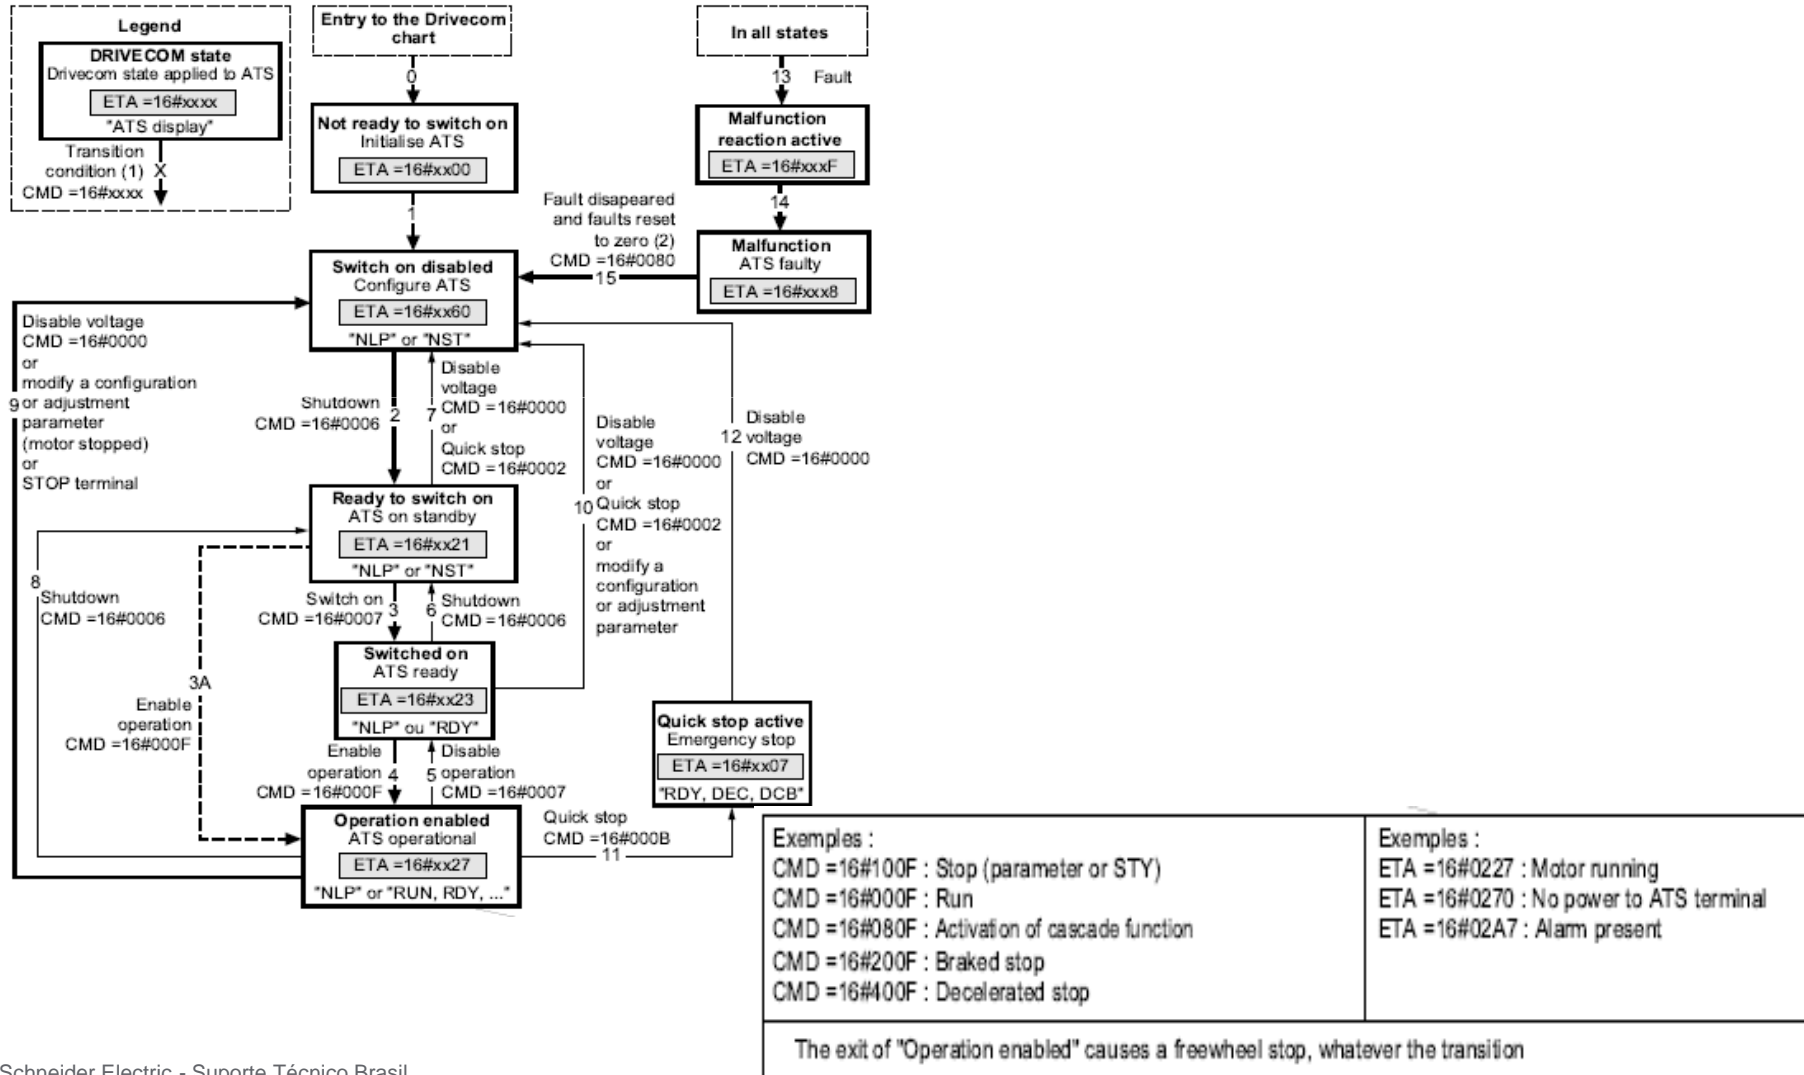 Legend
DRIVECOM state
Drivecom state applied to ATS
ETA =16#xxxx
"ATS display"
Transition
condition (1) X
CMD =16#xxxx
Entry to the Drivecom
chart
0
Not ready to switch on
Initialise ATS
ETA =16#xx00
1
In all states
13 Fault
Malfunction
reaction active
ETA =16#xxxF
14
Malfunction
ATS faulty
ETA =16#xxx8
Fault disapeared
and faults reset
to zero (2)
CMD =16#0080
15
Switch on disabled
Configure ATS
ETA =16#xx60
"NLP" or "NST"
Disable voltage
CMD =16#0000
or
modify a configuration
9 or adjustment
parameter
(motor stopped)
or
STOP terminal
Shutdown
CMD =16#0006
2
7
Disable
voltage
CMD =16#0000
or
Quick stop
CMD =16#0002
10
Disable
voltage
CMD =16#0000
or
Quick stop
CMD =16#0002
or
modify a
configuration
or adjustment
parameter
Disable
12 voltage
CMD =16#0000
Ready to switch on
ATS on standby
ETA =16#xx21
"NLP" or "NST"
8
Shutdown
CMD =16#0006
Switch on
CMD =16#0007
3
6
Shutdown
CMD =16#0006
Switched on
ATS ready
ETA =16#xx23
"NLP" ou "RDY"
3A
Enable
operation
CMD =16#000F
Enable
operation
CMD =16#000F
4
5
Disable
operation
CMD =16#0007
Operation enabled
ATS operational
ETA =16#xx27
"NLP" or "RUN, RDY, ..."
Quick stop
CMD =16#000B
11
Quick stop active
Emergency stop
ETA =16#xx07
"RDY, DEC, DCB"
Exemples :
CMD =16#100F : Stop (parameter or STY)
CMD =16#000F : Run
CMD =16#080F : Activation of cascade function
CMD =16#200F : Braked stop
CMD =16#400F : Decelerated stop
Exemples :
ETA =16#0227 : Motor running
ETA =16#0270 : No power to ATS terminal
ETA =16#02A7 : Alarm present
The exit of "Operation enabled" causes a freewheel stop, whatever the transition
Schneider Electric - Suporte Técnico Brasil